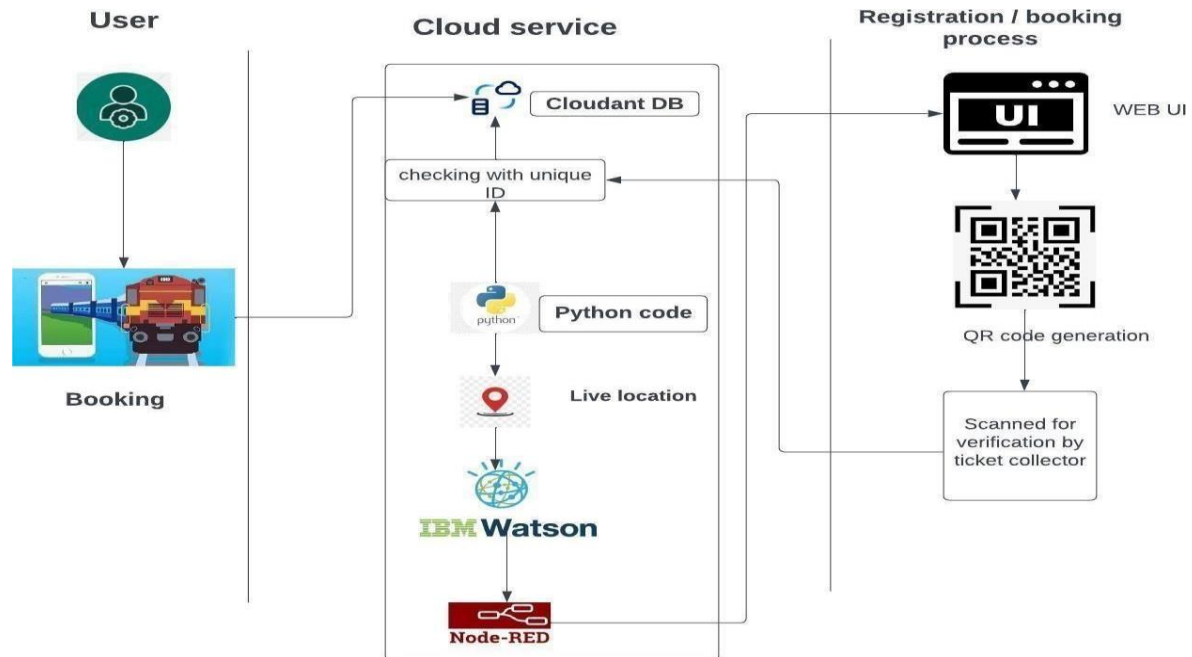 User
Cloud service
Registration / booking
process
Cloudant DB
UI
WEB UI
checking with unique
ID
python
Python code
QR code generation
Booking
Live location
Scanned for
verification by
ticket collector
IBM Watson
Node-RED